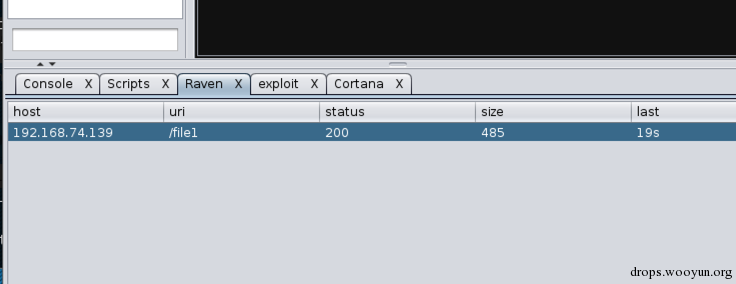 Console X Scripts X Raven X exploit X Cortana X
host uri status size last
192.168.74.139 /file1 200 485 19s
drops.wooyun.org